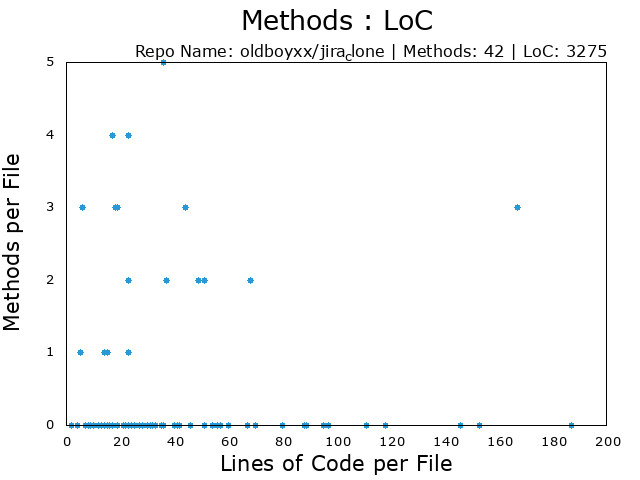 Methods : LoC
Repo Name: oldboyxx/jira_clone | Methods: 42 | LoC: 3275
5
4
3
2
1
0
Methods per File
0 20 40 60 80 100 120 140 160 180 200
Lines of Code per File